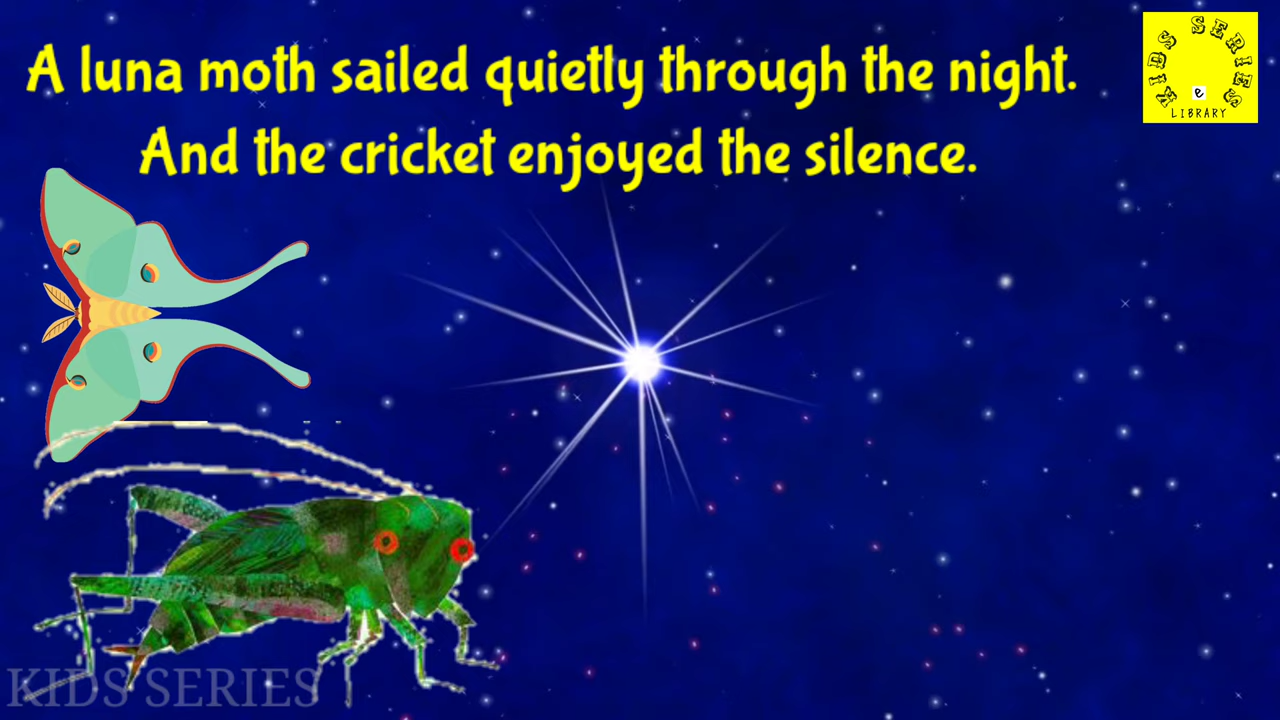 A luna moth sailed quietly through the night.
And the cricket enjoyed the silence.
KIDS SERIES
e
LIBRARY
KIDS SERIES